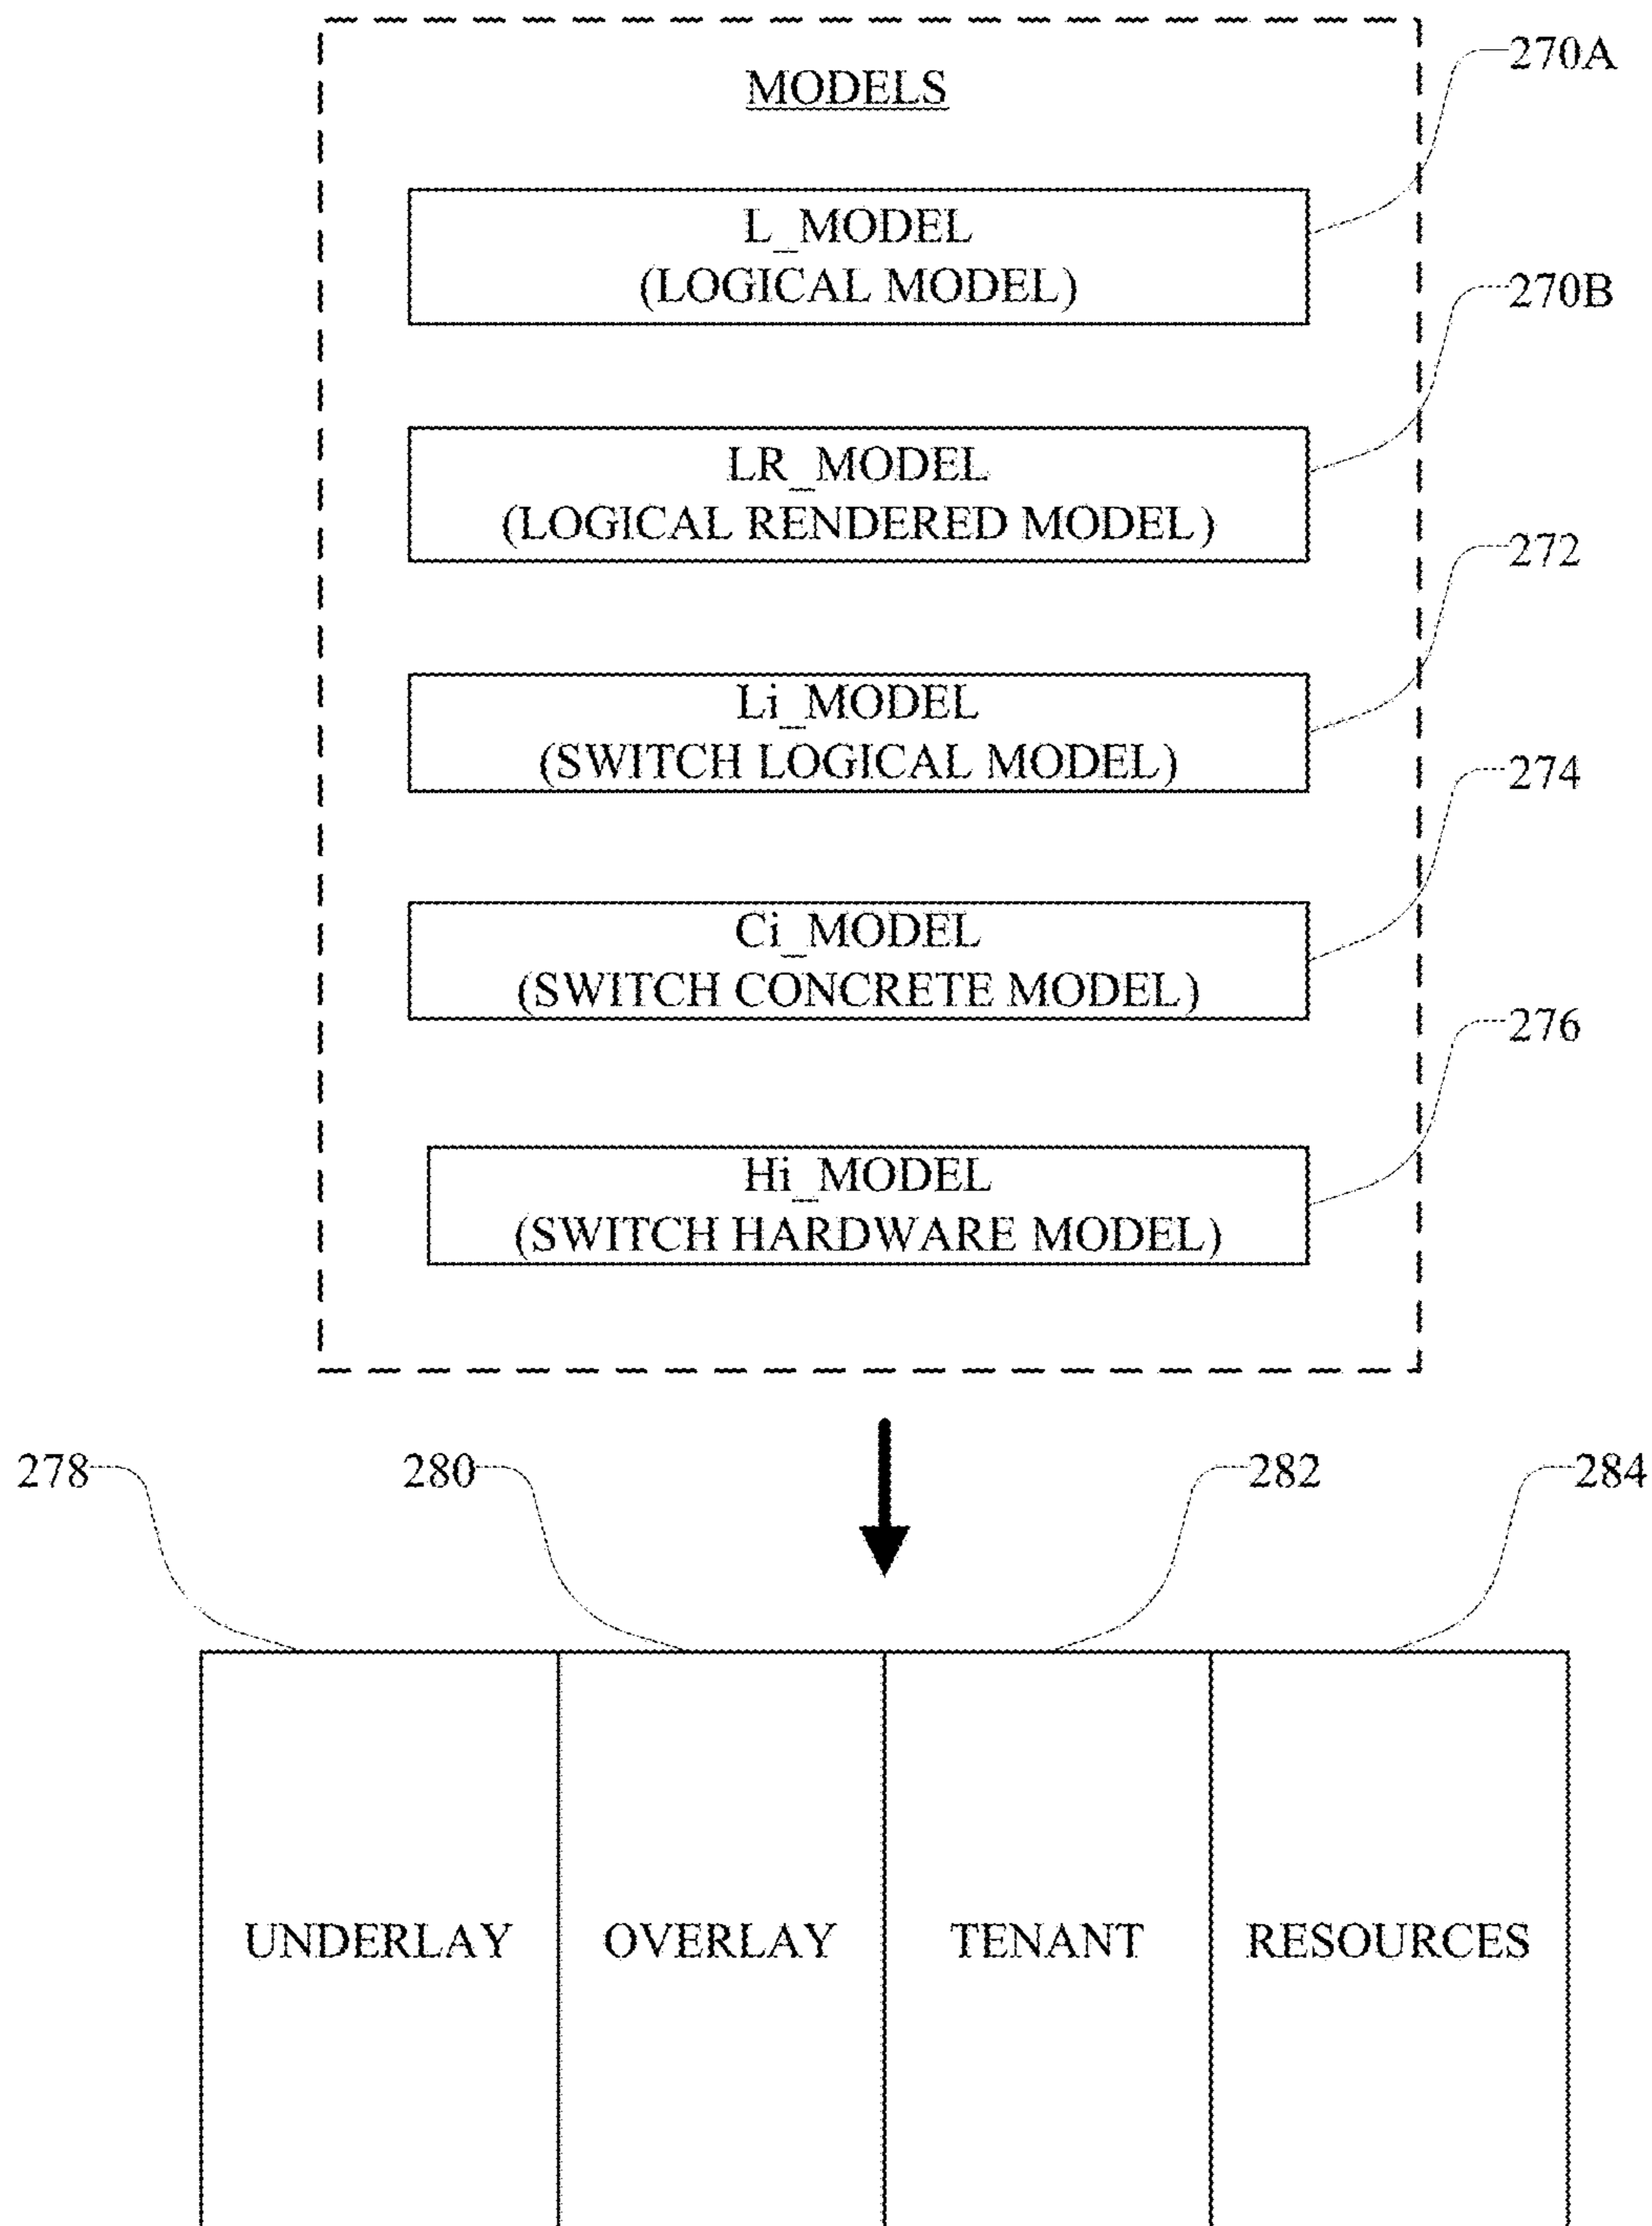 MODELS
270A
L_MODEL
(LOGICAL MODEL)
270B
LR_MODEL
(LOGICAL RENDERED MODEL)
272
Li_MODEL
(SWITCH LOGICAL MODEL)
274
Ci_MODEL
(SWITCH CONCRETE MODEL)
276
Hi_MODEL
(SWITCH HARDWARE MODEL)
278 280 282 284
UNDERLAY OVERLAY TENANT RESOURCES